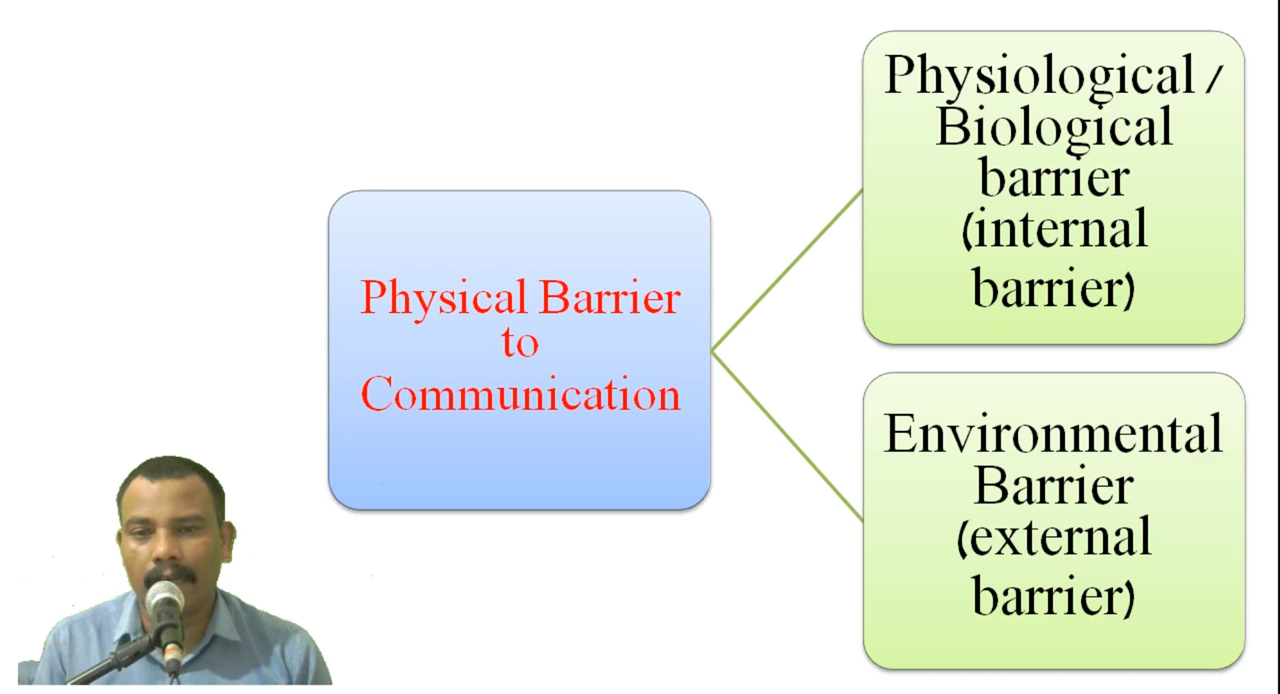 Physical Barrier
to
Communication
Physiological /
Biological
barrier
(internal
barrier)
Environmental
Barrier
(external
barrier)